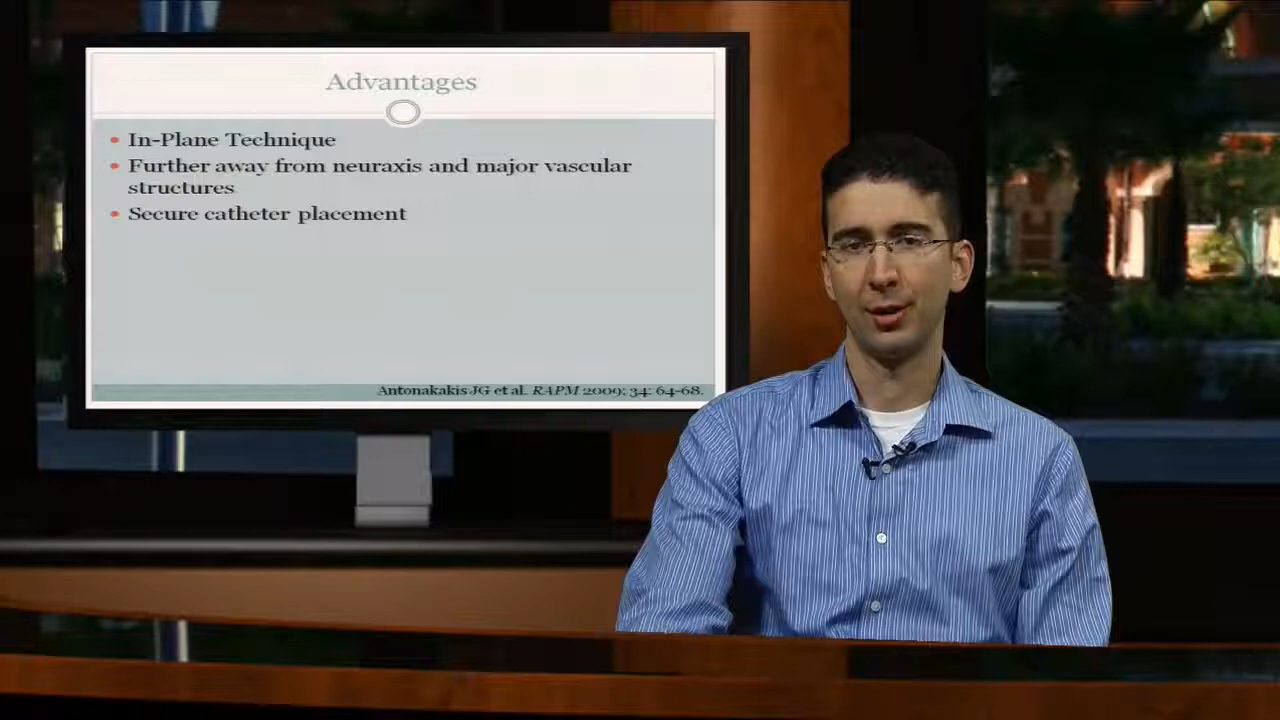 Advantages
• In-Plane Technique
• Further away from neuraxis and major vascular
structures
• Secure catheter placement
Antonakakis JG et al. RAPM 2009; 34: 64-68.